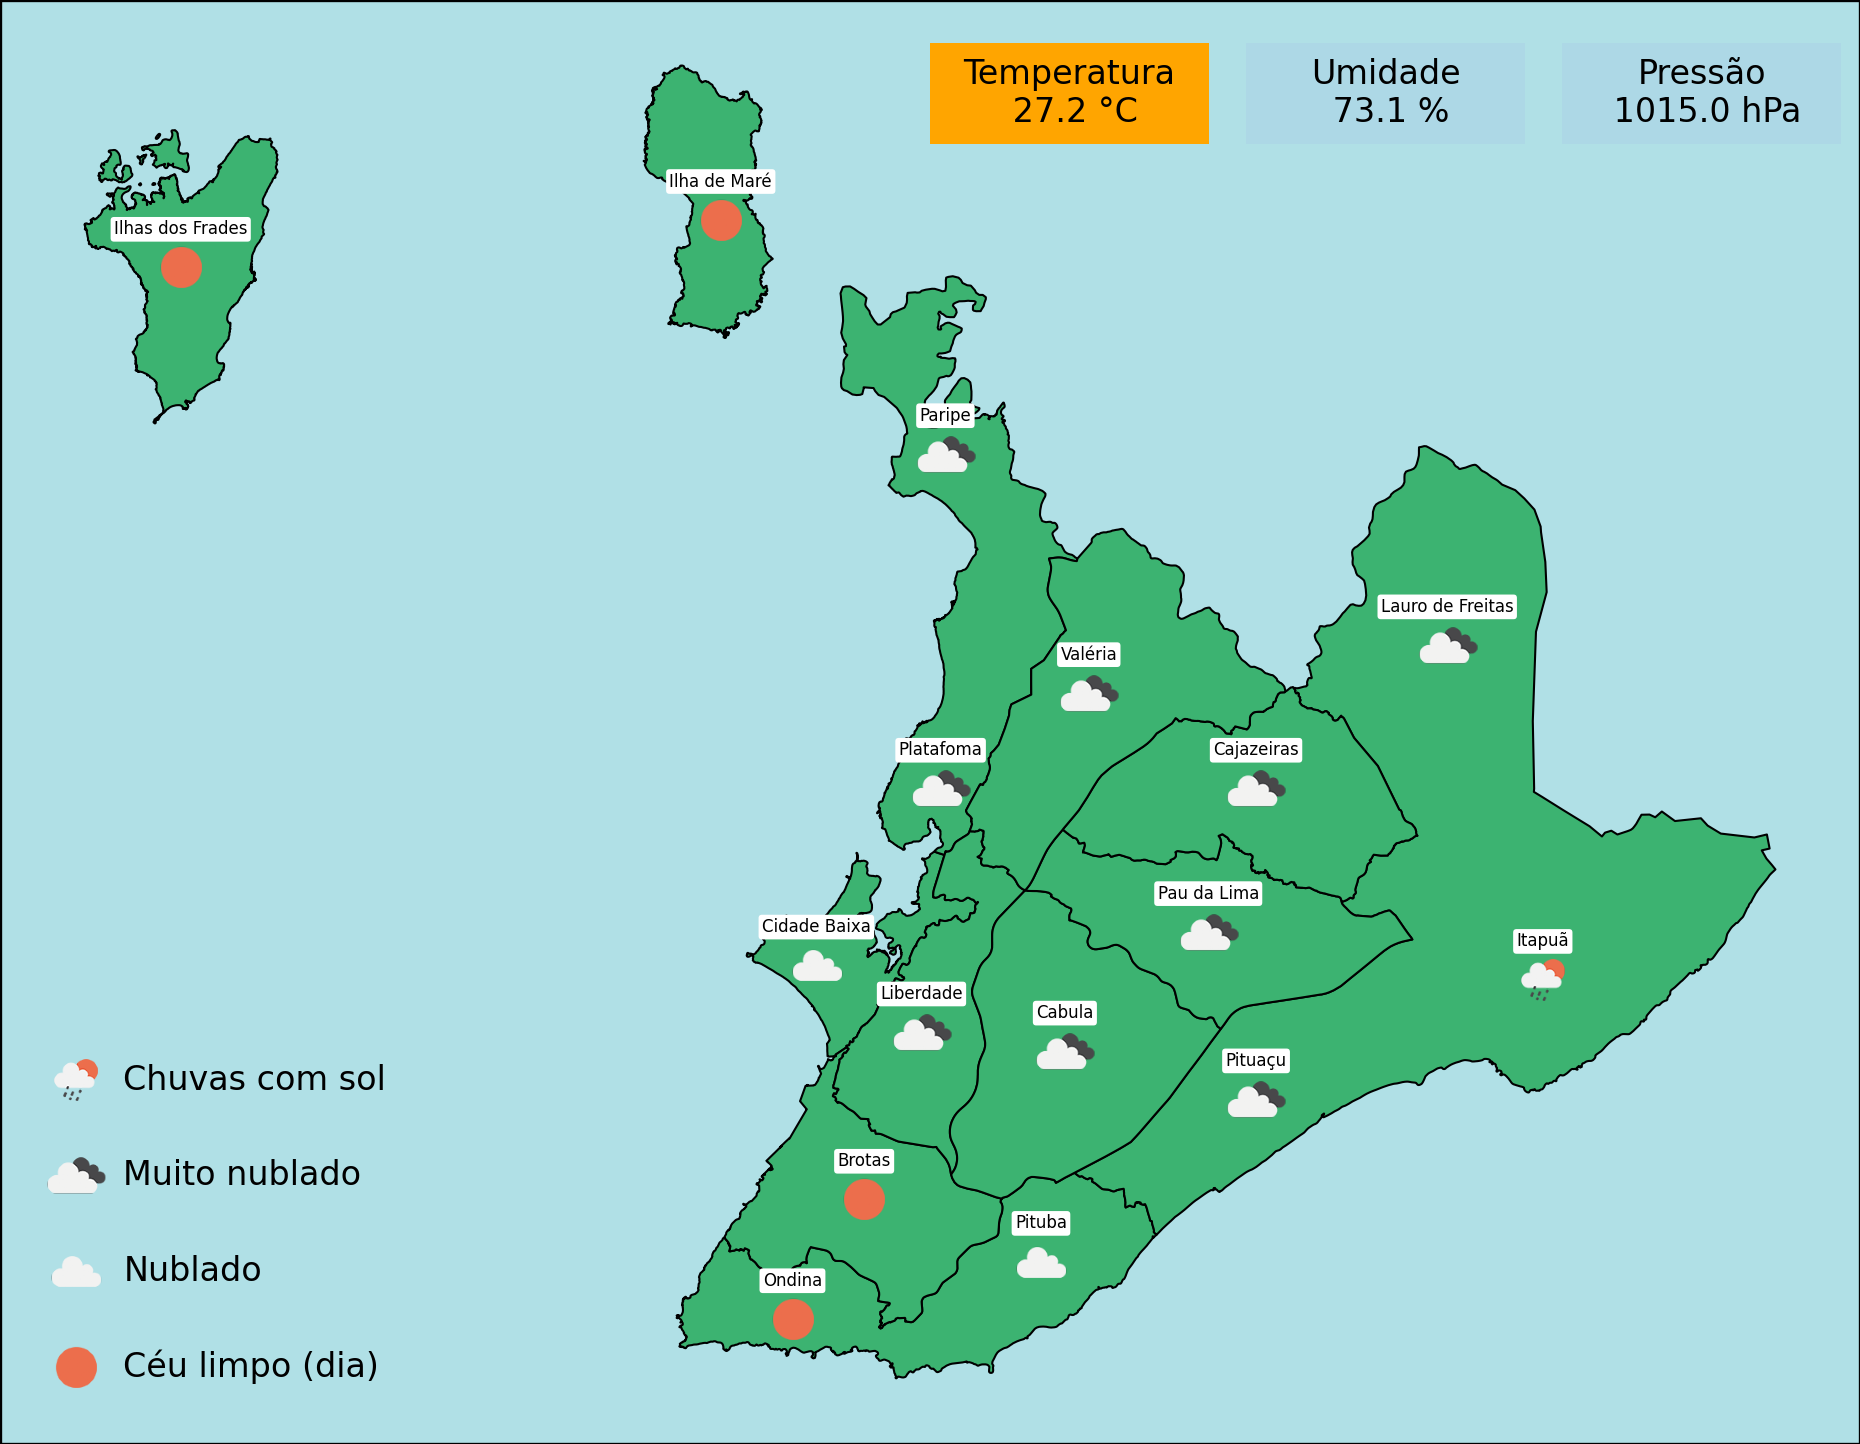 Temperatura
27.2 °C
Umidade
73.1 %
Pressão
1015.0 hPa
Ilha de Maré
Ilhas dos Frades
Paripe
Lauro de Freitas
Valéria
Platafoma
Cajazeiras
Pau da Lima
Cidade Baixa
Itapuã
Liberdade
Cabula
Pituaçu
Brotas
Pituba
Ondina
Chuvas com sol
Muito nublado
Nublado
Céu limpo (dia)